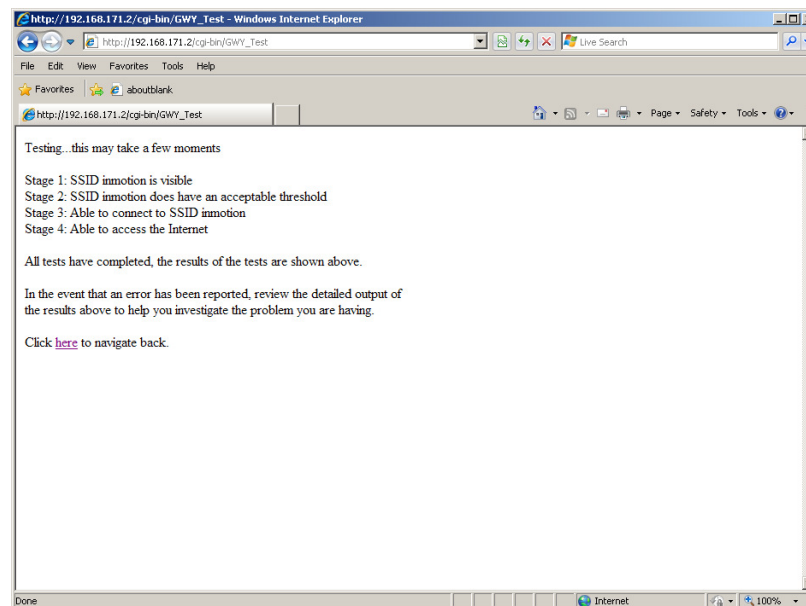 http://192.168.171.2/cgi-bin/GWY_Test - Windows Internet Explorer
http://192.168.171.2/cgi-bin/GWY_Test
Live Search
File Edit View Favorites Tools Help
Favorites aboutblank
http://192.168.171.2/cgi-bin/GWY_Test
Page Safety Tools
Testing...this may take a few moments
Stage 1: SSID inmotion is visible
Stage 2: SSID inmotion does have an acceptable threshold
Stage 3: Able to connect to SSID inmotion
Stage 4: Able to access the Internet
All tests have completed, the results of the tests are shown above.
In the event that an error has been reported, review the detailed output of
the results above to help you investigate the problem you are having.
Click here to navigate back.
Done
Internet
100%